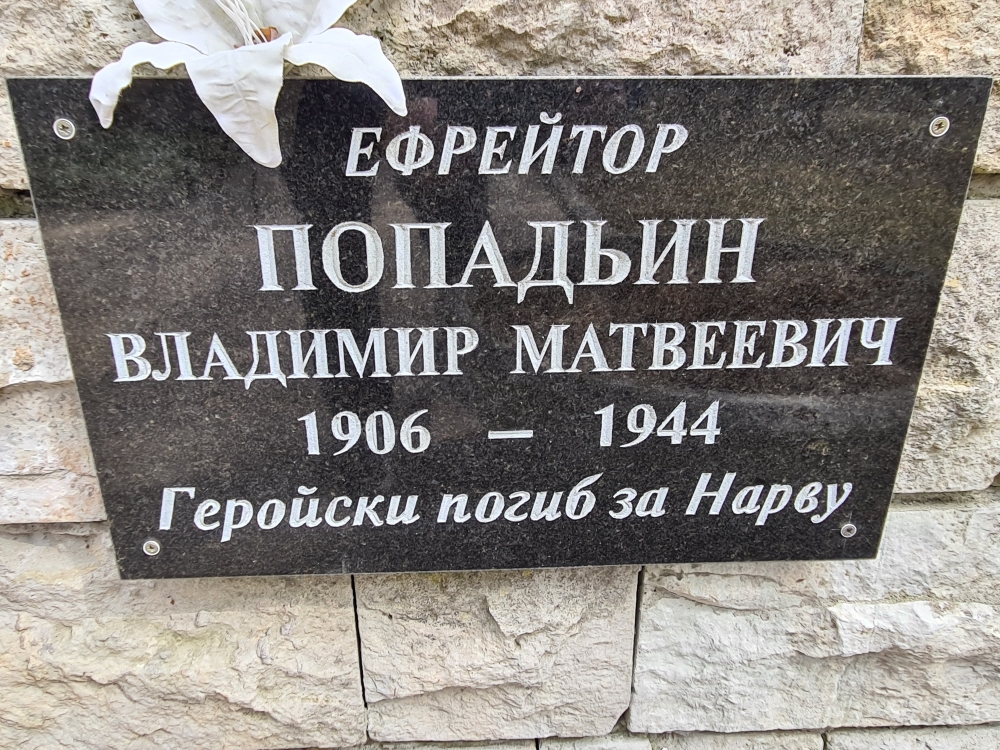 ЕФРЕЙТОР
ПОПАДЬИН
ВЛАДИМИР МАТВЕЕВИЧ
1906 – 1944
Геройски погиб за Нарву